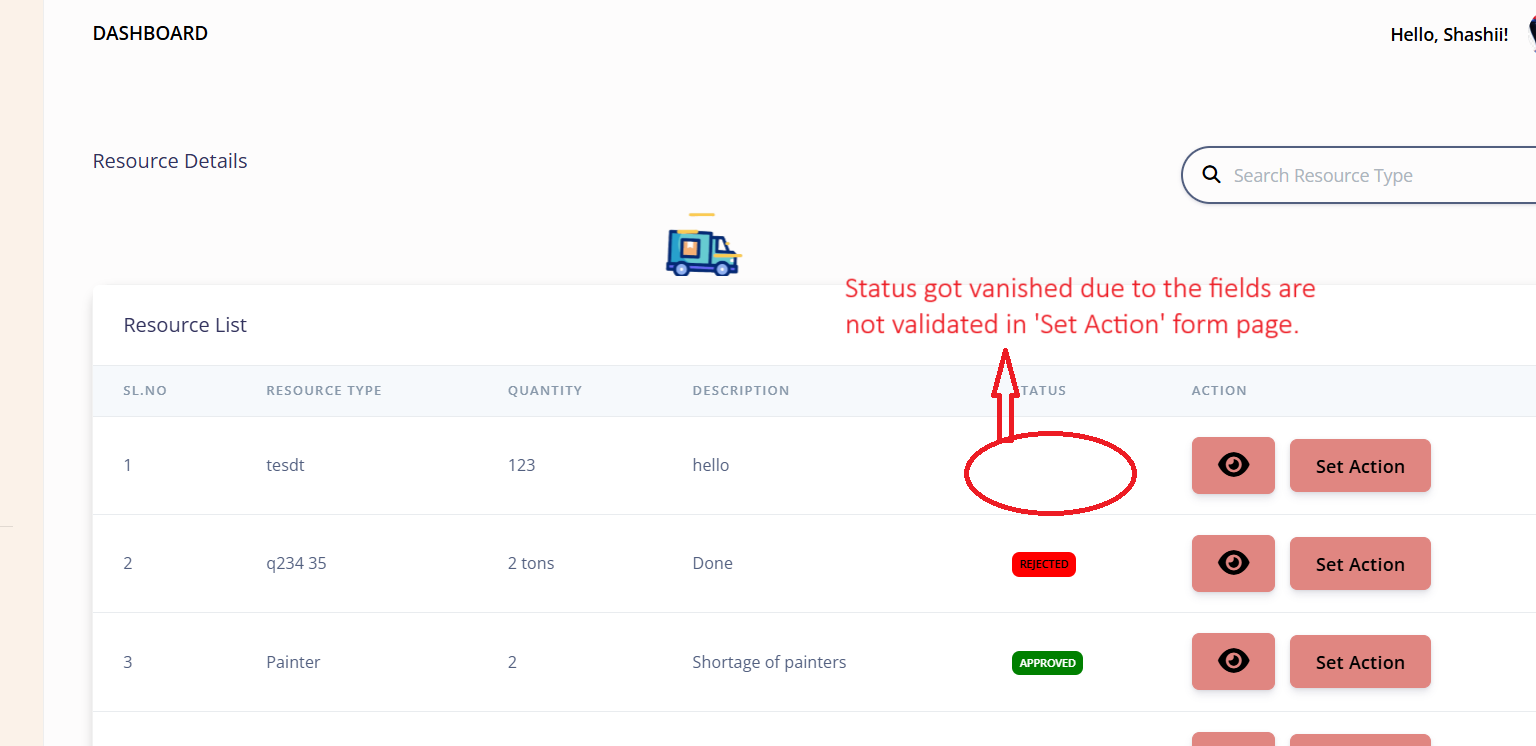 DASHBOARD
Hello, Shashii!
Resource Details
Search Resource Type
Status got vanished due to the fields are
not validated in 'Set Action' form page.
Resource List
SL.NO RESOURCE TYPE QUANTITY DESCRIPTION TATUS ACTION
1 tesdt 123 hello Set Action
2 q234 35 2 tons Done REJECTED Set Action
3 Painter 2 Shortage of painters APPROVED Set Action